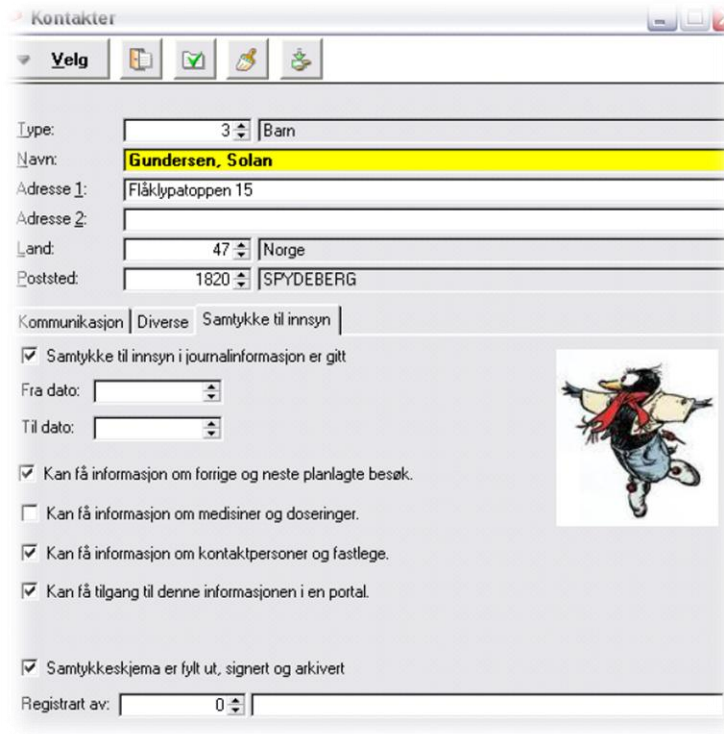 Kontakter
Velg
Type: 3 Barn
Navn: Gundersen, Solan
Adresse 1: Flåklypatoppen 15
Adresse 2:
Land: 47 Norge
Poststed: 1820 SPYDEBERG
Kommunikasjon Diverse Samtykke til innsyn
Samtykke til innsyn i journalinformasjon er gitt
Fra dato:
Til dato:
Kan få informasjon om forrige og neste planlagte besøk.
Kan få informasjon om medisiner og doseringer.
Kan få informasjon om kontaktpersoner og fastlege.
Kan få tilgang til denne informasjonen i en portal.
Samtykkeskjema er fylt ut, signert og arkivert
Registrart av: 0